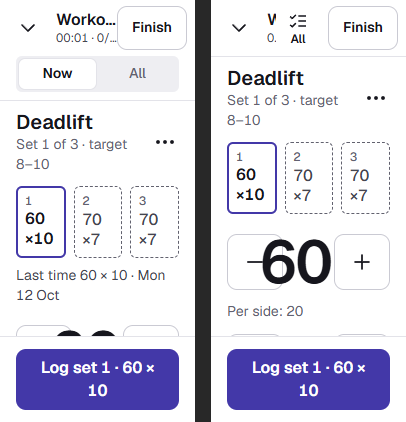 Worko...
00:01 · 0/...
Finish
Now
All
Deadlift
Set 1 of 3 · target
8–10
1
60
×10
2
70
×7
3
70
×7
Last time 60 × 10 · Mon
12 Oct
Log set 1 · 60 ×
10
All
Finish
Deadlift
Set 1 of 3 · target
8–10
1
60
×10
2
70
×7
3
70
×7
−
60
+
Per side: 20
Log set 1 · 60 ×
10